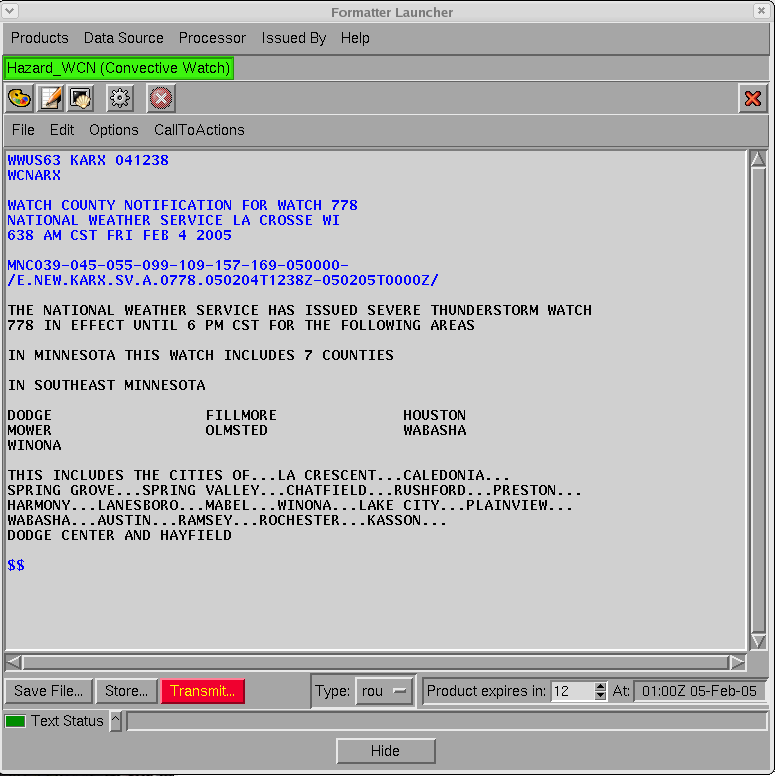 Formatter Launcher
Products Data Source Processor Issued By Help
Hazard_WCN (Convective Watch)
File Edit Options CallToActions
WWUS63 KARX 041238
WCNARX
WATCH COUNTY NOTIFICATION FOR WATCH 778
NATIONAL WEATHER SERVICE LA CROSSE WI
638 AM CST FRI FEB 4 2005
MNC039-045-055-099-109-157-169-050000-
/E.NEW.KARX.SV.A.0778.050204T1238Z-050205T0000Z/
THE NATIONAL WEATHER SERVICE HAS ISSUED SEVERE THUNDERSTORM WATCH
778 IN EFFECT UNTIL 6 PM CST FOR THE FOLLOWING AREAS
IN MINNESOTA THIS WATCH INCLUDES 7 COUNTIES
IN SOUTHEAST MINNESOTA
DODGE FILLMORE HOUSTON
MOWER OLMSTED WABASHA
WINONA
THIS INCLUDES THE CITIES OF...LA CRESCENT...CALEDONIA...
SPRING GROVE...SPRING VALLEY...CHATFIELD...RUSHFORD...PRESTON...
HARMONY...LANESBORO...MABEL...WINONA...LAKE CITY...PLAINVIEW...
WABASHA...AUSTIN...RAMSEY...ROCHESTER...KASSON...
DODGE CENTER AND HAYFIELD
$$
Save File... Store... Transmit... Type: rou Product expires in: 12 At: 01:00Z 05-Feb-05
Text Status ^
Hide